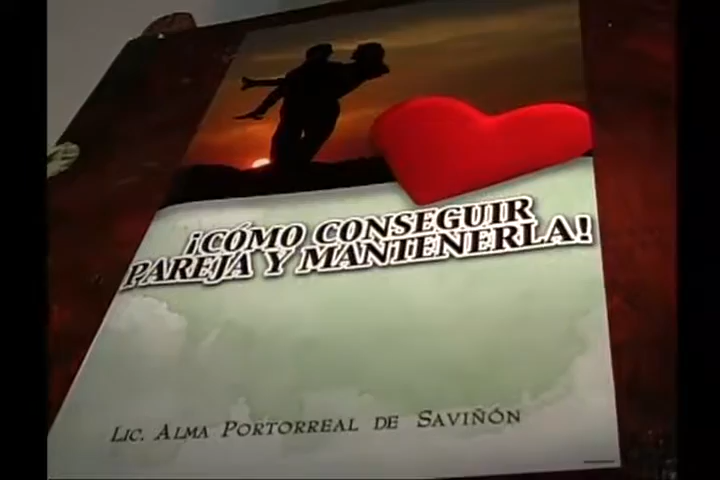 ¡CÓMO CONSEGUIR
PAREJA Y MANTENERLA!
LIC. ALMA PORTORREAL DE SAVIÑÓN